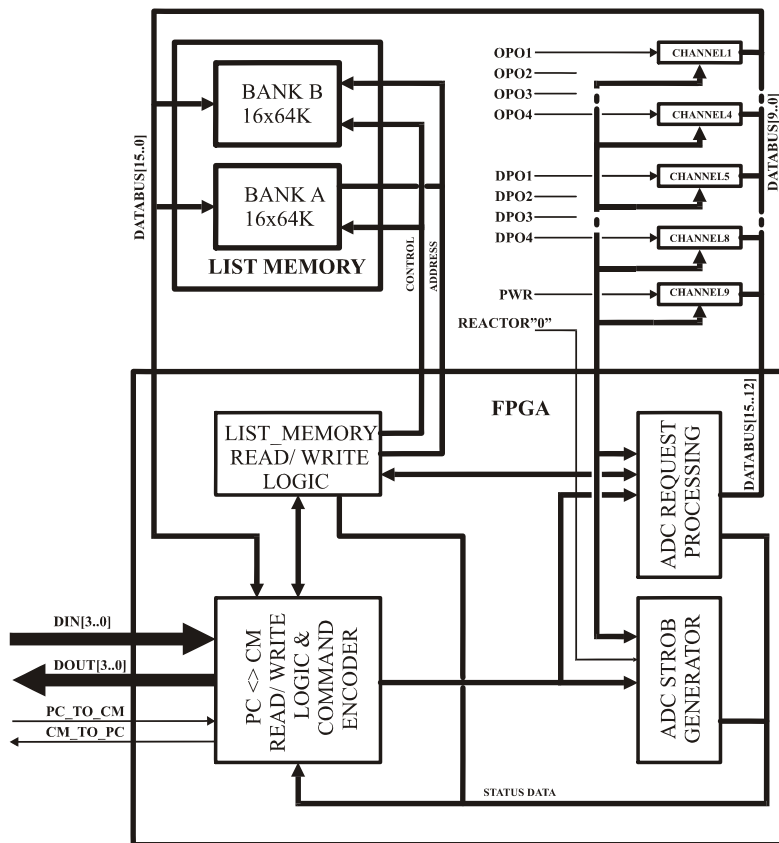 OPO1
CHANNEL1
OPO2
OPO3
OPO4
CHANNEL4
DPO1
CHANNEL5
DPO2
DPO3
DPO4
CHANNEL8
PWR
CHANNEL9
REACTOR"0"
DATABUS[9..0]
DATABUS[15..0]
BANK B
16x64K
BANK A
16x64K
LIST MEMORY
CONTROL
ADDRESS
FPGA
DATABUS[15..12]
LIST_MEMORY
READ/ WRITE
LOGIC
ADC REQUEST
PROCESSING
DIN[3..0]
DOUT[3..0]
PC_TO_CM
CM_TO_PC
PC <> CM
READ/ WRITE
LOGIC &
COMMAND
ENCODER
ADC STROB
GENERATOR
STATUS DATA